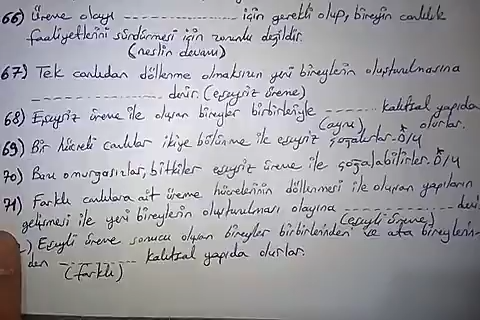 66) Üreme olayı .................. için gerekli olup, bireyin canlılık
faaliyetlerini sürdürmesi için zorunlu değildir.
(neslin devamı)
67) Tek canlıdan döllenme olmaksızın yeni bireylerin oluşturulmasına
.................. denir. (eşeysiz üreme)
68) Eşeysiz üreme ile oluşan bireyler birbirleriyle ........ kalıtsal yapıda
(aynı) olurlar.
69) Bir hücreli canlılar ikiye bölünme ile eşeysiz çoğalırlar. D/Y
70) Bazı omurgasızlar, bitkiler eşeysiz üreme ile çoğalabilirler. D/Y
71) Farklı canlılara ait üreme hücrelerinin döllenmesi ile oluşan yapıların
gelişmesi ile yeni bireylerin oluşturulması olayına .................. denir.
(eşeyli üreme)
) Eşeyli üreme sonucu oluşan bireyler birbirlerinden ve ata bireylerin-
den .......... kalıtsal yapıda olurlar.
(farklı)